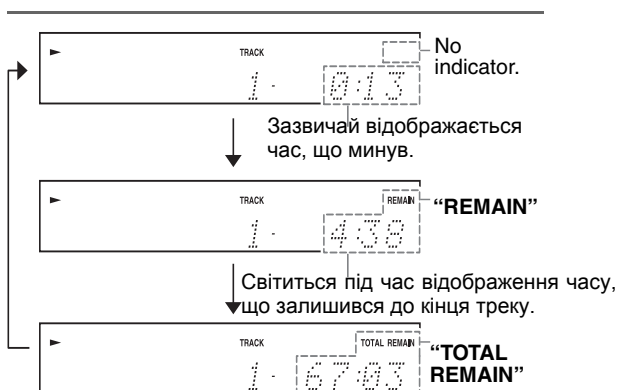 TRACK
No
indicator.
1 - 0:13
Зазвичай відображається
час, що минув.
TRACK REMAIN
“REMAIN”
1 - 4:38
Світиться під час відображення часу,
що залишився до кінця треку.
TRACK TOTAL REMAIN
“TOTAL
REMAIN”
1 - 67:03